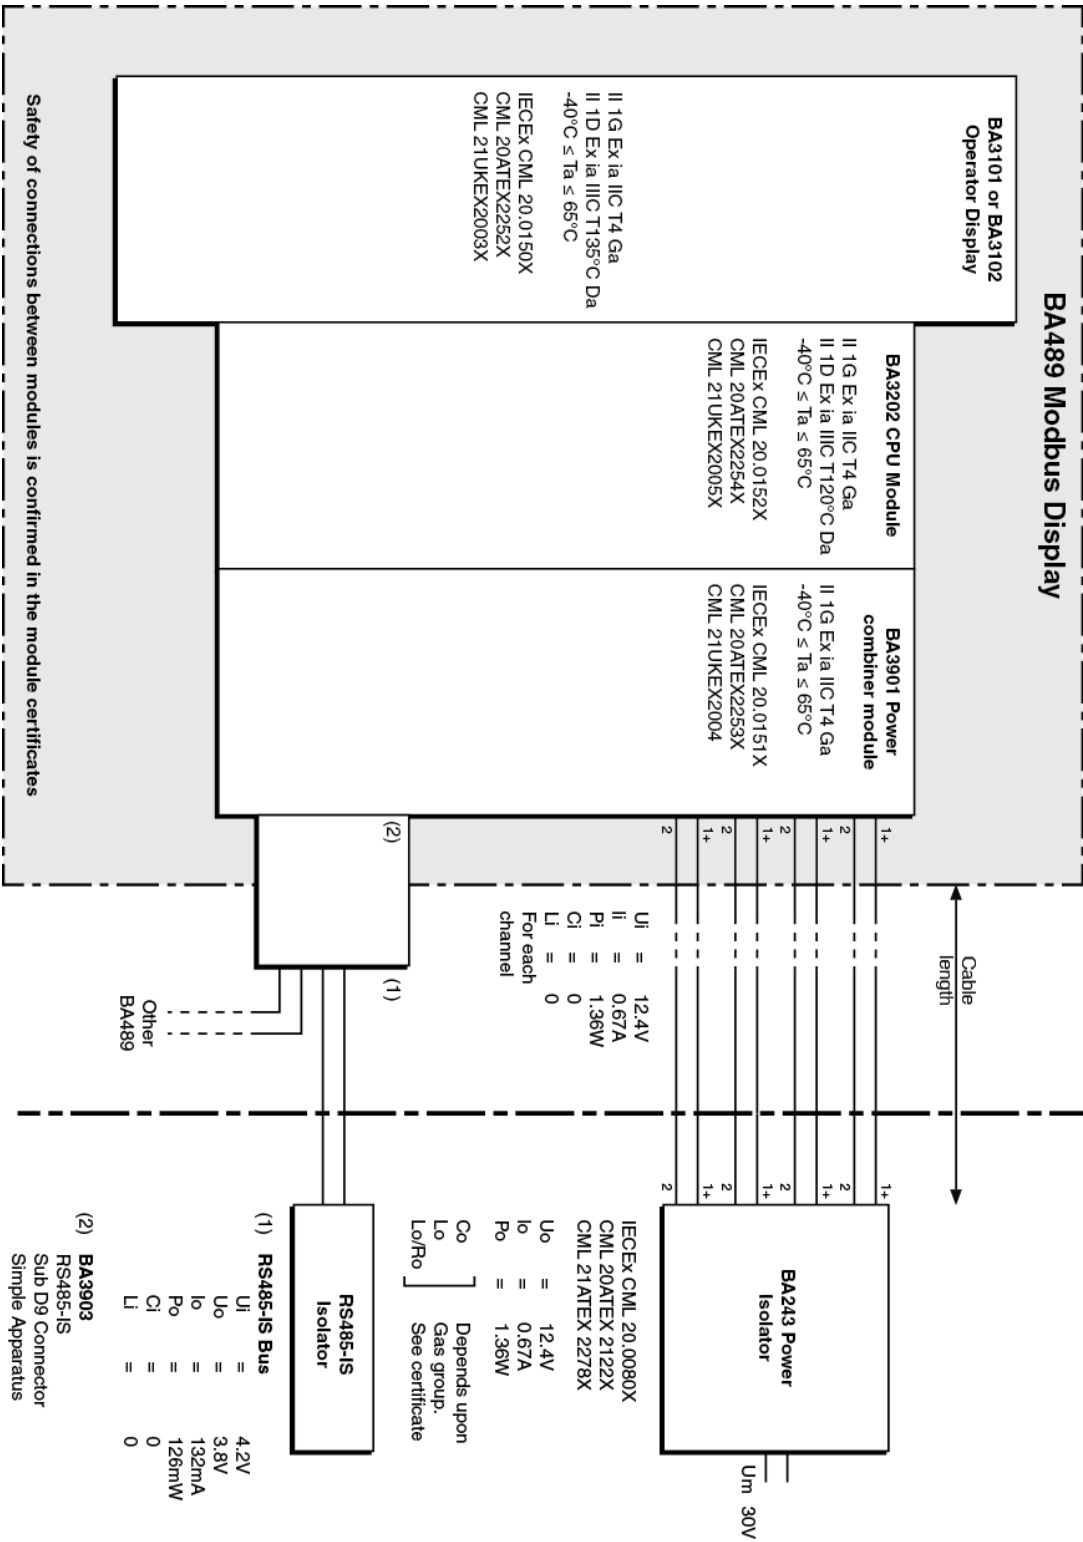 BA489 Modbus Display
BA3101 or BA3102
Operator Display
II 1G Ex ia IIC T4 Ga
II 1D Ex ia IIIC T135°C Da
-40°C ≤ Ta ≤ 65°C
IECEx CML 20.0150X
CML 20ATEX2252X
CML 21UKEX2003X
BA3202 CPU Module
II 1G Ex ia IIC T4 Ga
II 1D Ex ia IIIC T120°C Da
-40°C ≤ Ta ≤ 65°C
IECEx CML 20.0152X
CML 20ATEX2254X
CML 21UKEX2005X
BA3901 Power
combiner module
II 1G Ex ia IIC T4 Ga
-40°C ≤ Ta ≤ 65°C
IECEx CML 20.0151X
CML 20ATEX2253X
CML 21UKEX2004
1+
2
1+
2
1+
2
1+
2
(2)
(1)
Safety of connections between modules is confirmed in the module certificates
Cable
length
Ui = 12.4V
Ii = 0.67A
Pi = 1.36W
Ci = 0
Li = 0
For each
channel
Other
BA489
1+
2
1+
2
1+
2
1+
2
BA243 Power
Isolator
Um 30V
IECEx CML 20.0080X
CML 20ATEX 2122X
CML 21ATEX 2278X
Uo = 12.4V
Io = 0.67A
Po = 1.36W
Co
Lo
Lo/Ro
Depends upon
Gas group.
See certificate
RS485-IS
Isolator
(1) RS485-IS Bus
Ui = 4.2V
Uo = 3.8V
Io = 132mA
Po = 126mW
Ci = 0
Li = 0
(2) BA3903
RS485-IS
Sub D9 Connector
Simple Apparatus